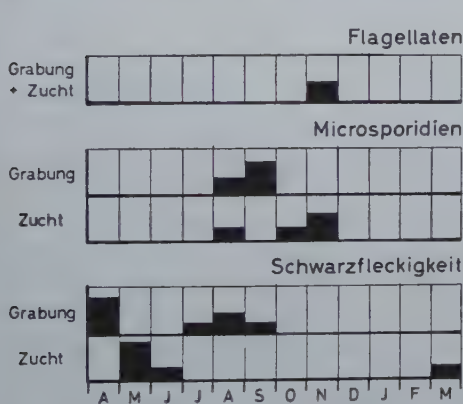 Flagellaten
Grabung
+ Zucht
Microsporidien
Grabung
Zucht
Schwarzfleckigkeit
Grabung
Zucht
A M J J A S O N D J F M